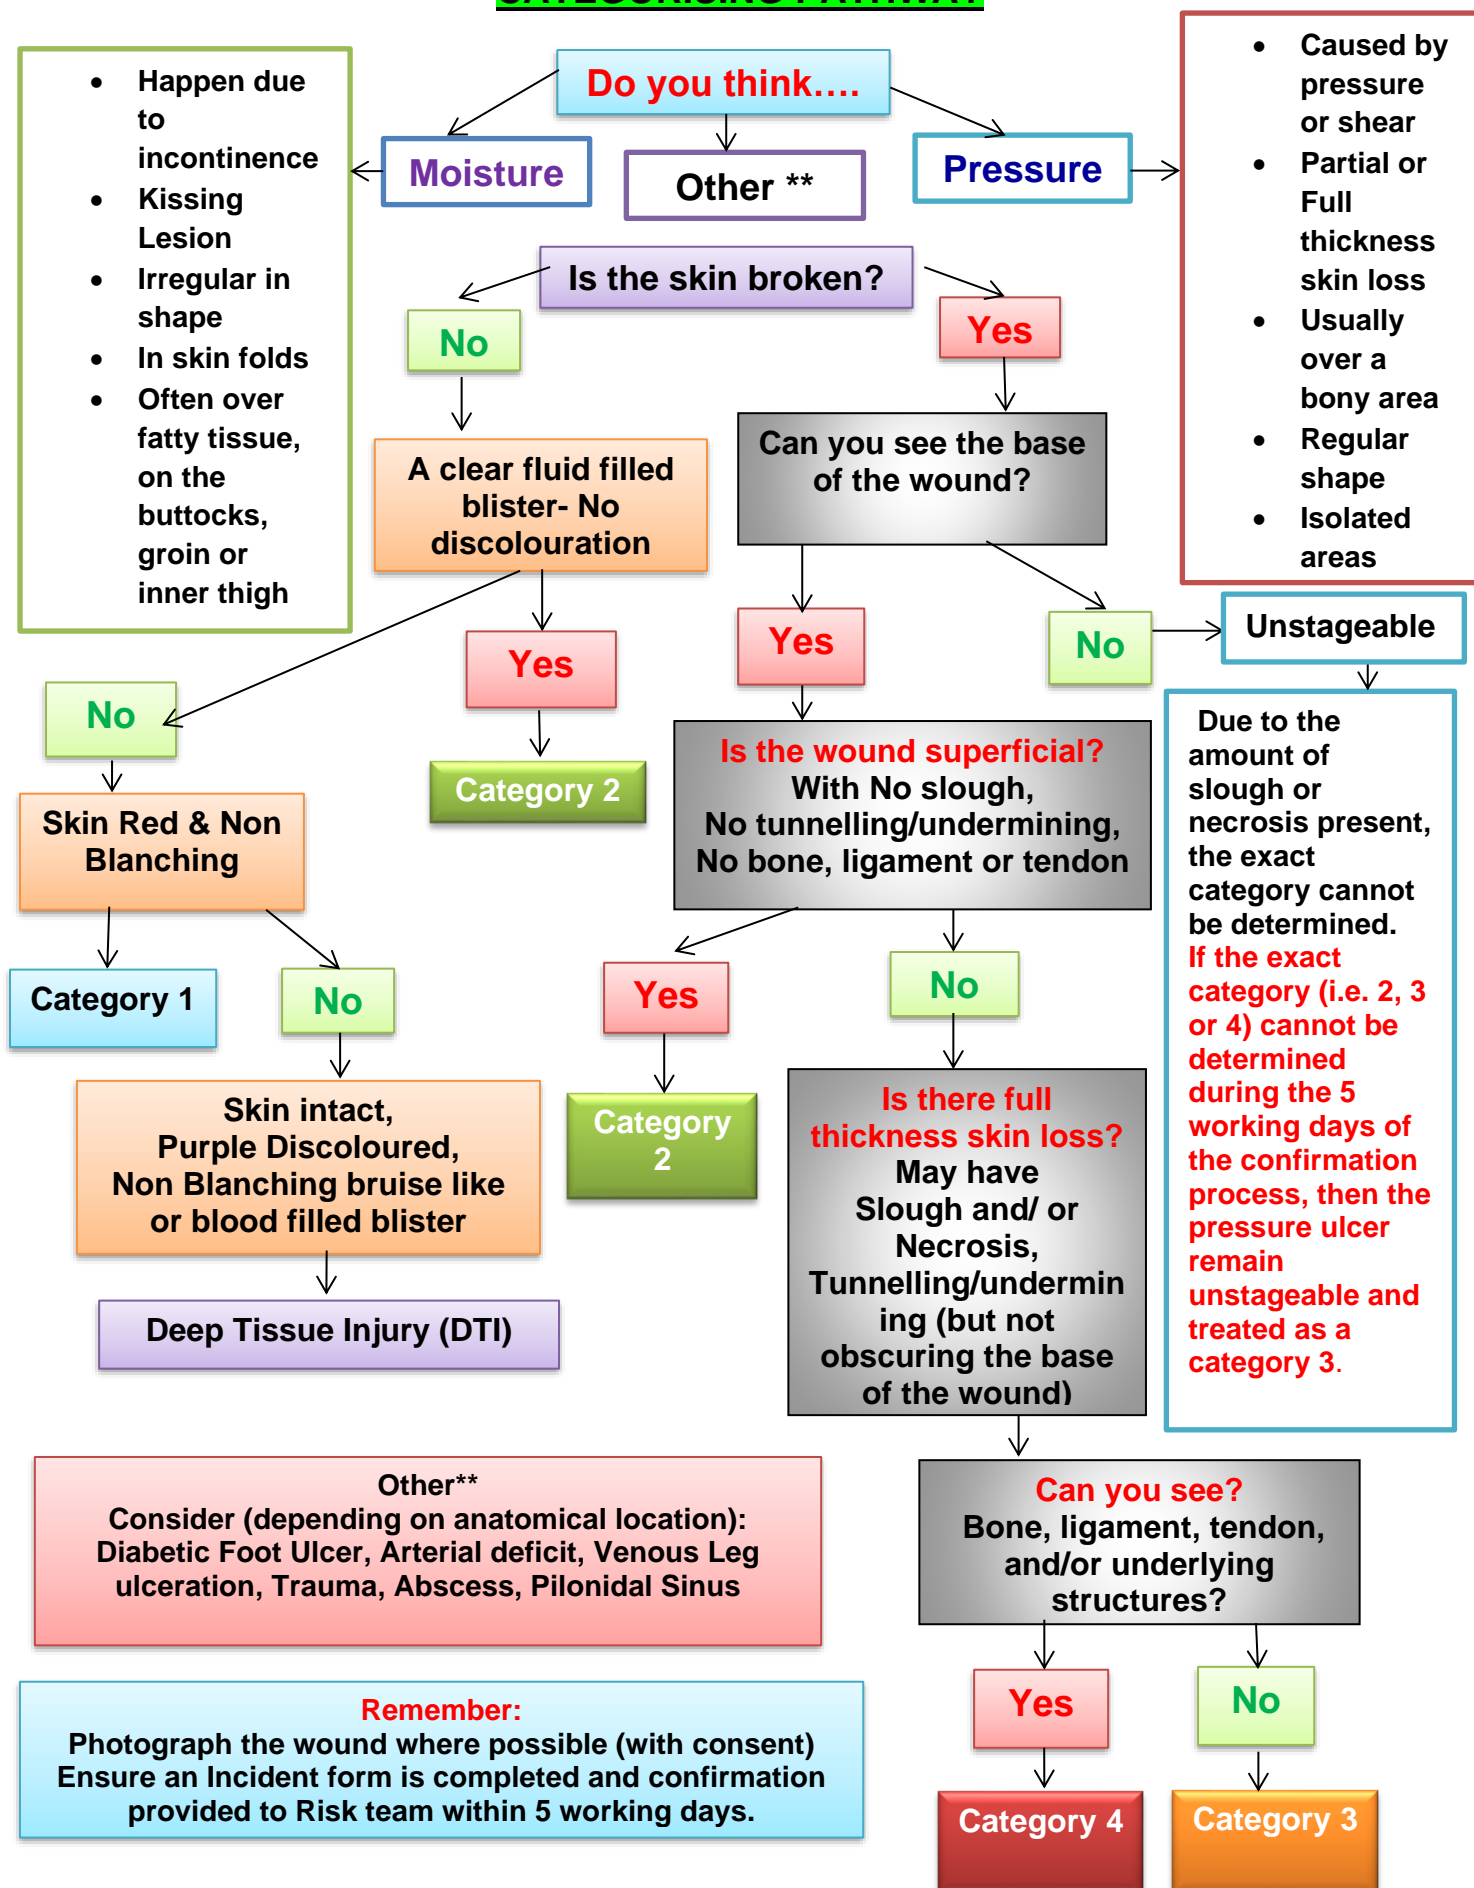 CATEGORISING PATHWAY
Do you think....
Moisture
Other **
Pressure
• Happen due
to
incontinence
• Kissing
Lesion
• Irregular in
shape
• In skin folds
• Often over
fatty tissue,
on the
buttocks,
groin or
inner thigh
• Caused by
pressure
or shear
• Partial or
Full
thickness
skin loss
• Usually
over a
bony area
• Regular
shape
• Isolated
areas
Is the skin broken?
No
Yes
A clear fluid filled
blister- No
discolouration
Can you see the base
of the wound?
Yes
No
Yes
No
Unstageable
Category 2
Skin Red & Non
Blanching
Is the wound superficial?
With No slough,
No tunnelling/undermining,
No bone, ligament or tendon
Due to the
amount of
slough or
necrosis present,
the exact
category cannot
be determined.
If the exact
category (i.e. 2, 3
or 4) cannot be
determined
during the 5
working days of
the confirmation
process, then the
pressure ulcer
remain
unstageable and
treated as a
category 3.
Category 1
No
Yes
No
Skin intact,
Purple Discoloured,
Non Blanching bruise like
or blood filled blister
Category
2
Is there full
thickness skin loss?
May have
Slough and/ or
Necrosis,
Tunnelling/undermin
ing (but not
obscuring the base
of the wound)
Deep Tissue Injury (DTI)
Other**
Consider (depending on anatomical location):
Diabetic Foot Ulcer, Arterial deficit, Venous Leg
ulceration, Trauma, Abscess, Pilonidal Sinus
Can you see?
Bone, ligament, tendon,
and/or underlying
structures?
Yes
No
Remember:
Photograph the wound where possible (with consent)
Ensure an Incident form is completed and confirmation
provided to Risk team within 5 working days.
Category 4
Category 3